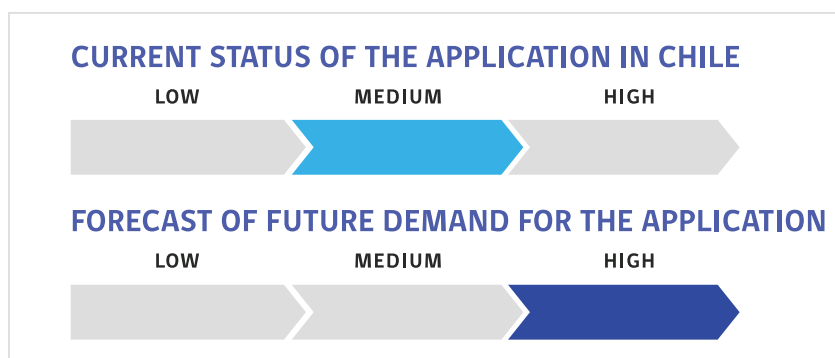 CURRENT STATUS OF THE APPLICATION IN CHILE
LOW MEDIUM HIGH
FORECAST OF FUTURE DEMAND FOR THE APPLICATION
LOW MEDIUM HIGH